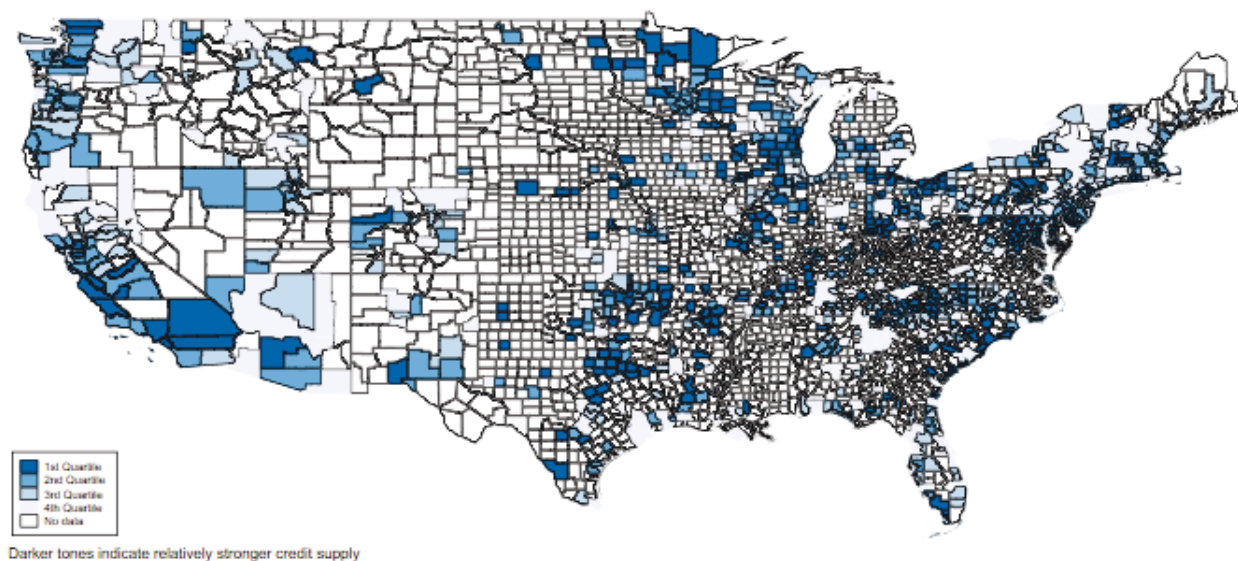 1st Quartile
2nd Quartile
3rd Quartile
4th Quartile
No data
Darker tones indicate relatively stronger credit supply